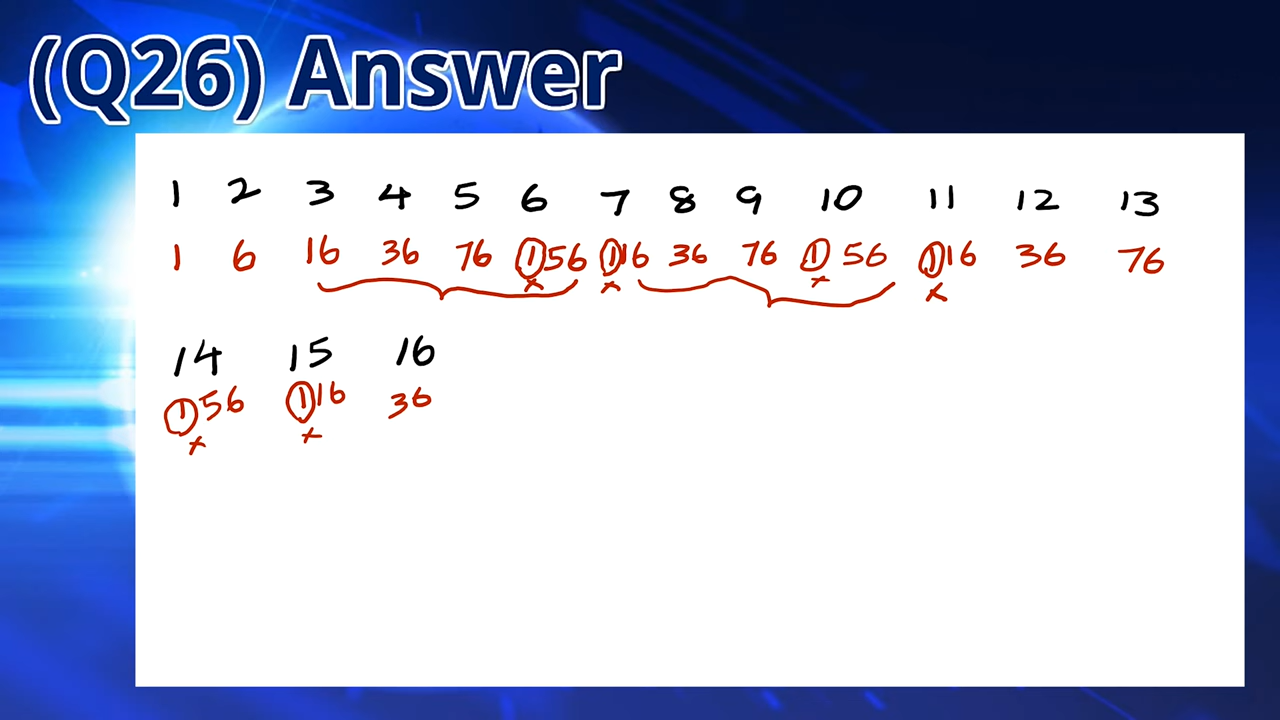 (Q26) Answer
1 2 3 4 5 6 7 8 9 10 11 12 13
1 6 16 36 76 156 116 36 76 156 116 36 76
x x x x
14 15 16
156 116 36
x x